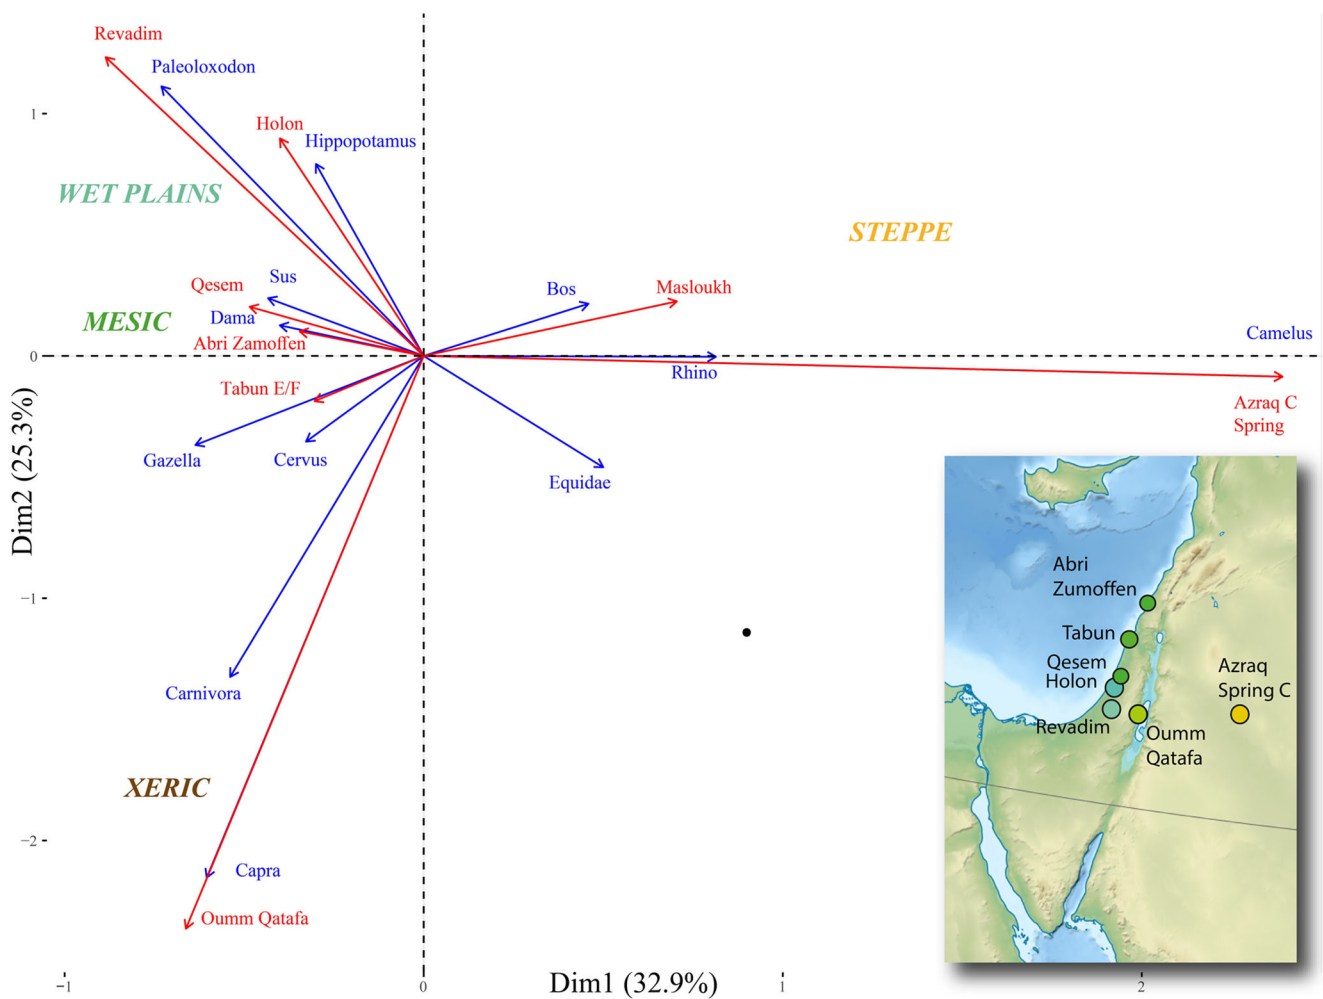 Revadim
Paleoloxodon
1
Holon
Hippopotamus
WET PLAINS
STEPPE
Sus
Qesem
Bos
Masloukh
Dama
MESIC
Abri Zamoffen
Camelus
0
Rhino
Tabun E/F
Azraq C
Spring
Gazella
Cervus
Equidae
Dim2 (25.3%)
−1
Carnivora
XERIC
−2
Capra
Oumm Qatafa
Abri
Zumoffen
Tabun
Qesem
Holon
Azraq
Spring C
Revadim
Oumm
Qatafa
−1
0
Dim1 (32.9%)
1
2